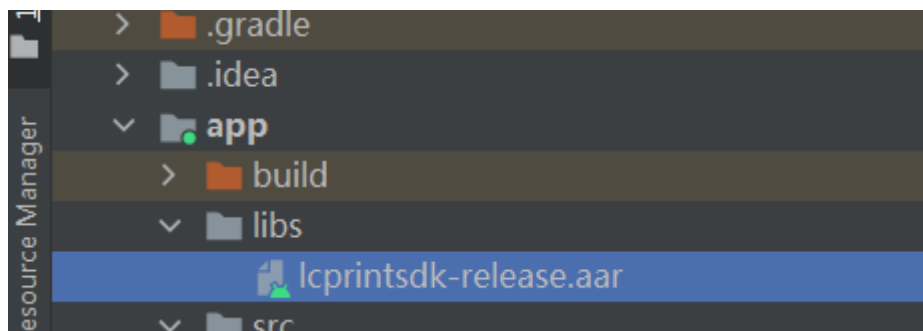 .gradle
.idea
app
build
libs
lcprintsdk-release.aar
src
Resource Manager